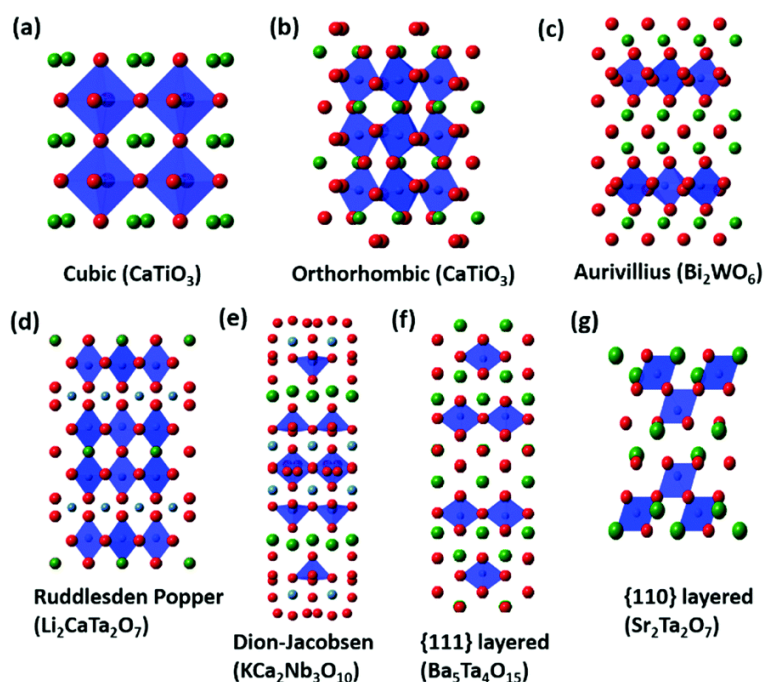 (a)
(b)
(c)
Cubic (CaTiO₃)
Orthorhombic (CaTiO₃)
Aurivillius (Bi₂WO₆)
(d)
(e)
(f)
(g)
Ruddlesden Popper
(Li₂CaTa₂O₇)
Dion-Jacobsen
(KCa₂Nb₃O₁₀)
{111} layered
(Ba₅Ta₄O₁₅)
{110} layered
(Sr₂Ta₂O₇)